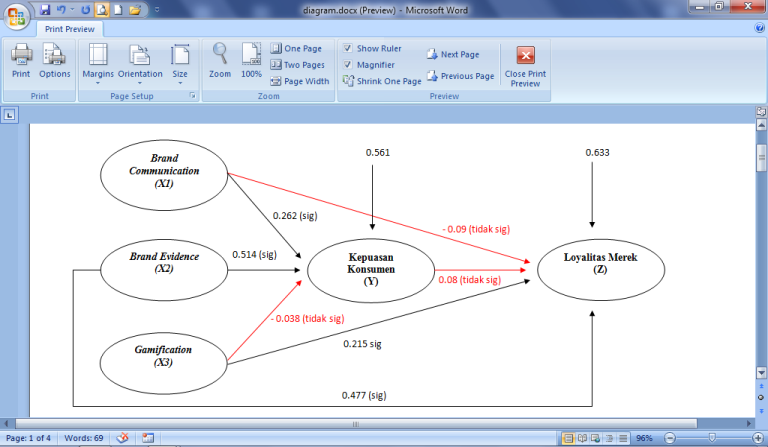 diagram.docx (Preview) - Microsoft Word
Print Preview
Print
Options
Margins
Orientation
Size
Zoom
100%
One Page
Two Pages
Page Width
Show Ruler
Magnifier
Shrink One Page
Next Page
Previous Page
Close Print
Preview
Print
Page Setup
Zoom
Preview
L
Brand
Communication
(X1)
0.561
0.633
0.262 (sig)
- 0.09 (tidak sig)
Brand Evidence
(X2)
0.514 (sig)
Kepuasan
Konsumen
(Y)
0.08 (tidak sig)
Loyalitas Merek
(Z)
- 0.038 (tidak sig)
Gamification
(X3)
0.215 sig
0.477 (sig)
Page: 1 of 4
Words: 69
96%